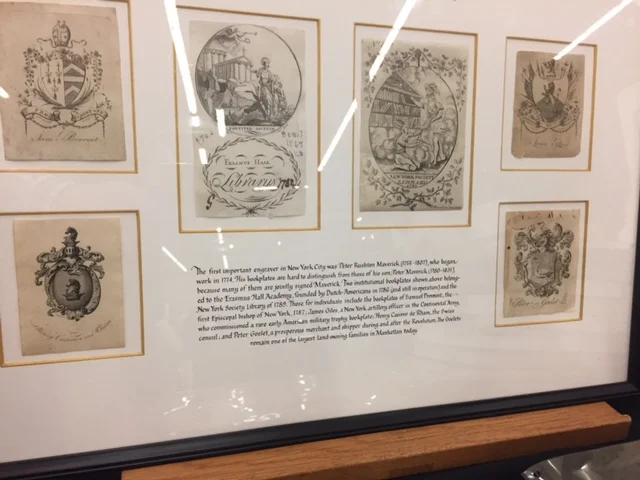 ERASMUS HALL
Library
NEW YORK SOCIETY
LIBRARY
The first important engraver in New York City was Peter Rushton Maverick (1755-1807), who began
work in 1774. His bookplates are hard to distinguish from those of his son, Peter Maverick (1780-1831),
because many of them are jointly signed 'Maverick'. Two institutional bookplates shown above belong-
ed to the Erasmus Hall Academy, founded by Dutch-Americans in 1786 (and still in operation) and the
New York Society Library of 1789. Those for individuals include the bookplates of Samuel Provoost, the
first Episcopal bishop of New York, 1787; James Giles, a New York artillery officer in the Continental Army,
who commissioned a rare early American military trophy bookplate; Henry Casimir de Rham, the Swiss
consul; and Peter Goelet, a prosperous merchant and shipper during and after the Revolution. The Goelets
remain one of the largest land-owning families in Manhattan today.